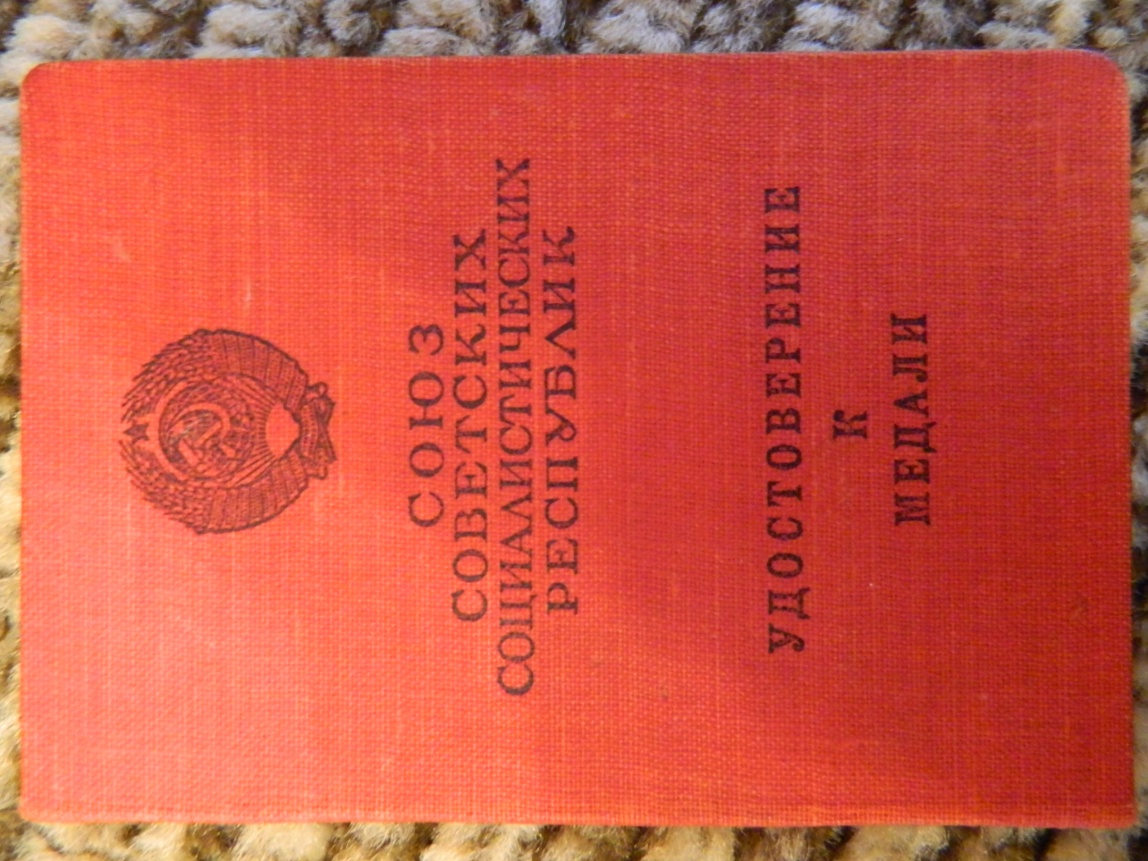 СОЮЗ
СОВЕТСКИХ
СОЦИАЛИСТИЧЕСКИХ
РЕСПУБЛИК
УДОСТОВЕРЕНИЕ
К
МЕДАЛИ